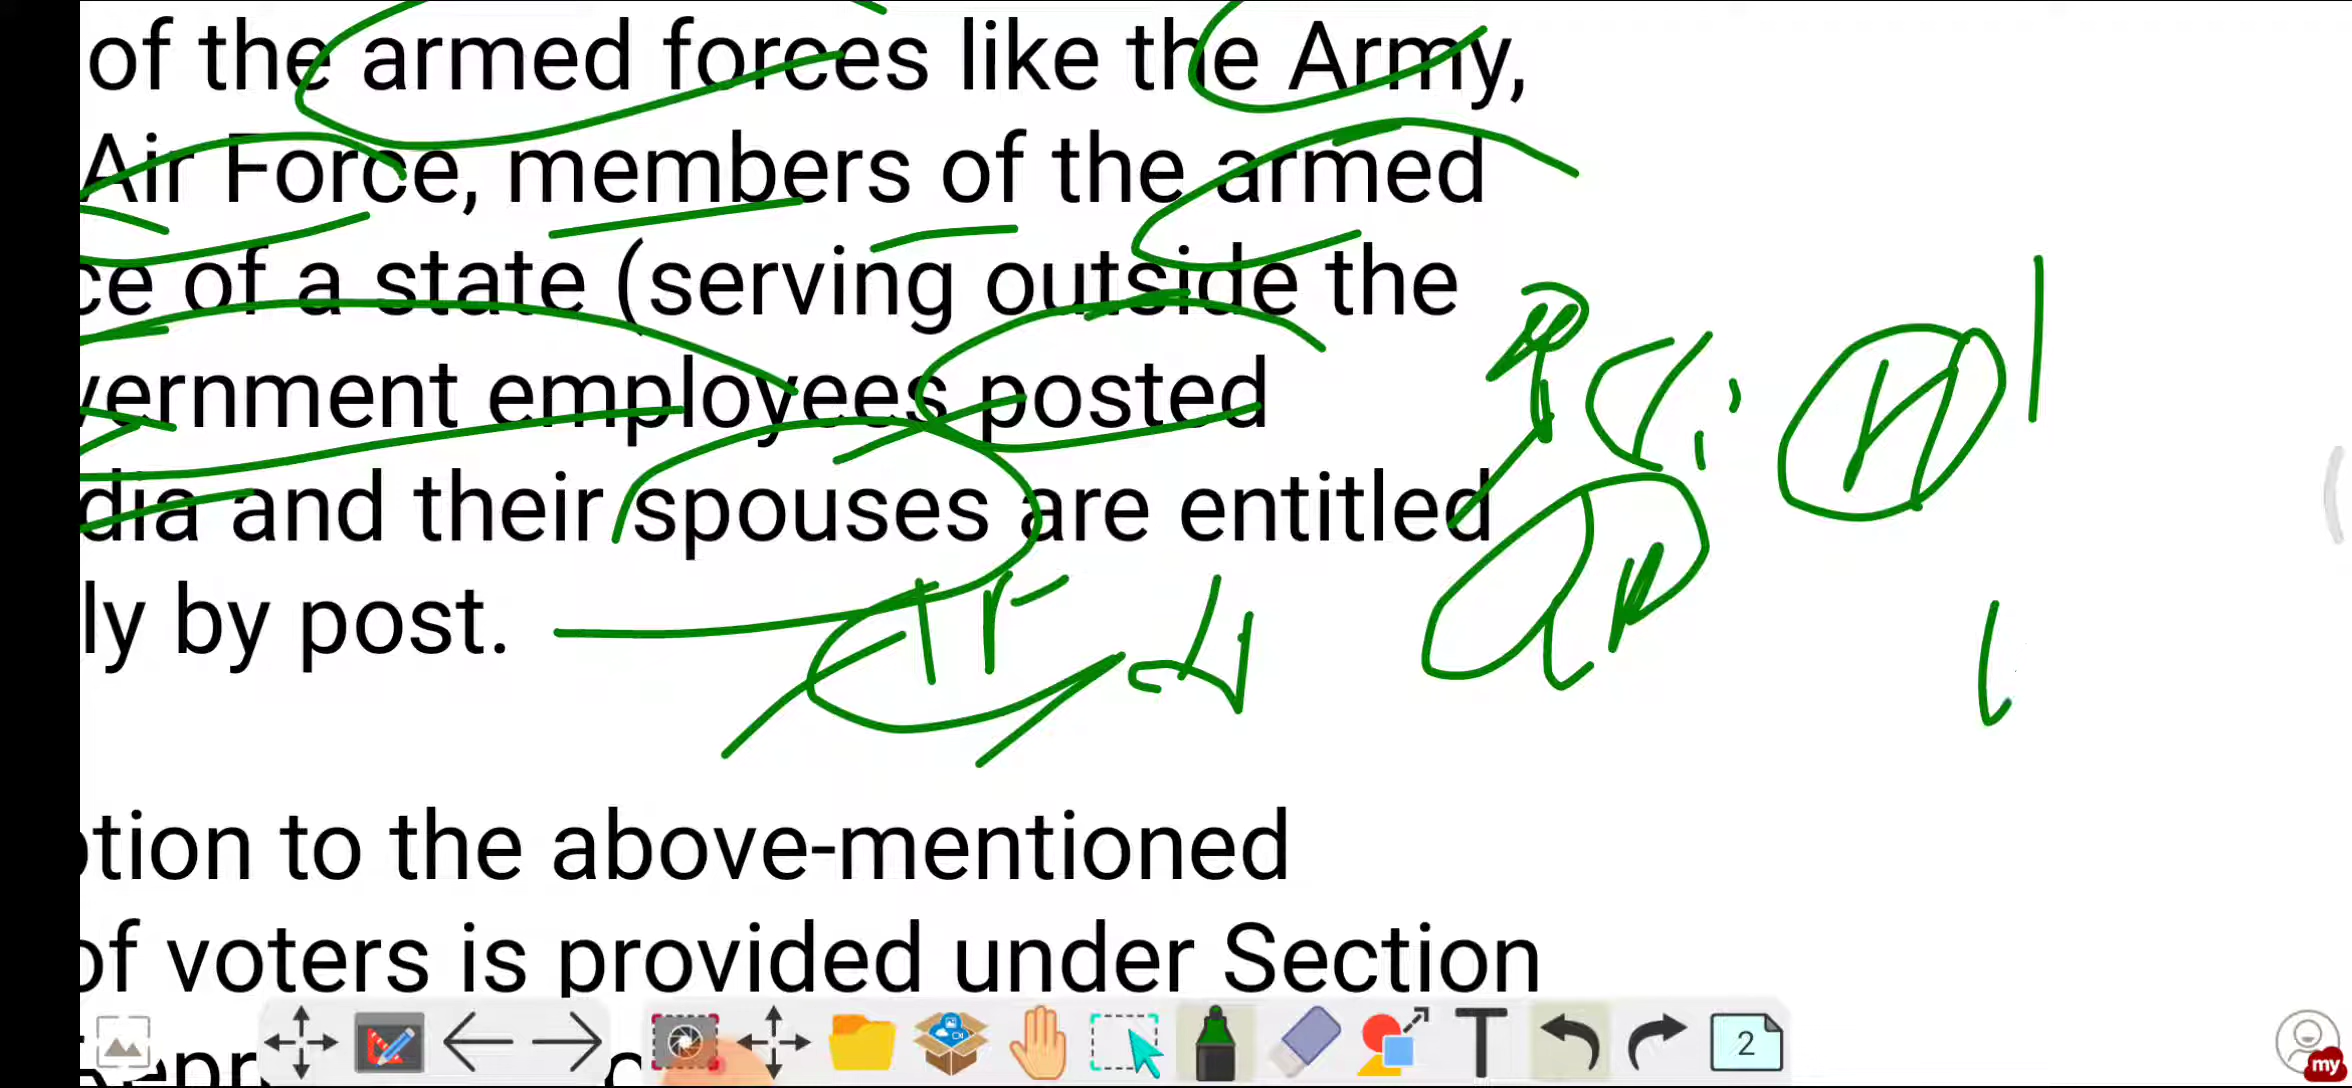 of the armed forces like the Army,
Air Force, members of the armed
ce of a state (serving outside the
vernment employees posted
dia and their spouses are entitled
ly by post.
tion to the above-mentioned
of voters is provided under Section
T
2
my